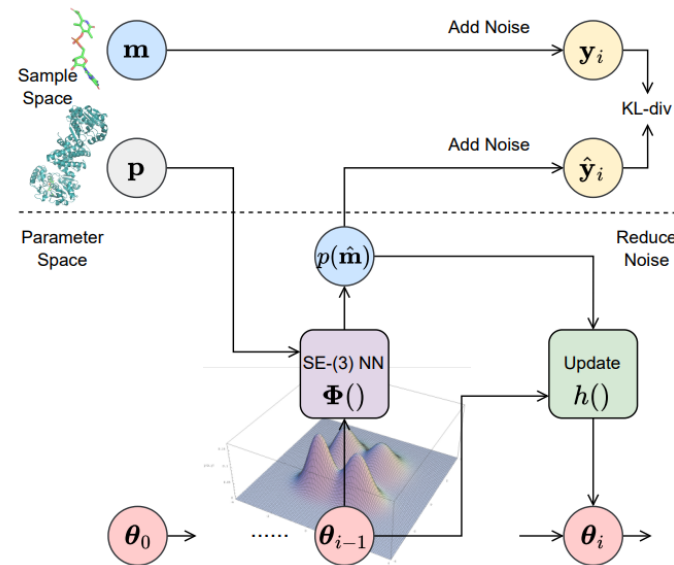 m
Add Noise
y_i
Sample
Space
KL-div
p
Add Noise
ŷ_i
Parameter
Space
p(m̂)
Reduce
Noise
SE-(3) NN
Φ()
Update
h()
θ_0
......
θ_{i−1}
θ_i